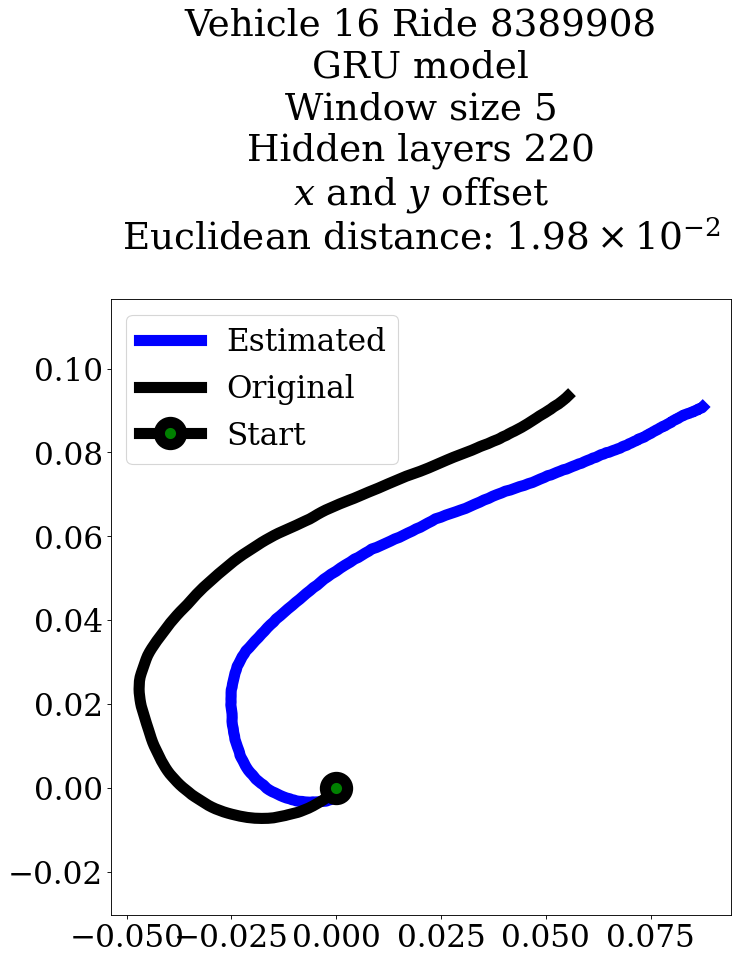 Vehicle 16 Ride 8389908
GRU model
Window size 5
Hidden layers 220
x and y offset
Euclidean distance: 1.98 × 10⁻²
Estimated
Original
Start
0.10
0.08
0.06
0.04
0.02
0.00
−0.02
−0.050 −0.025 0.000 0.025 0.050 0.075